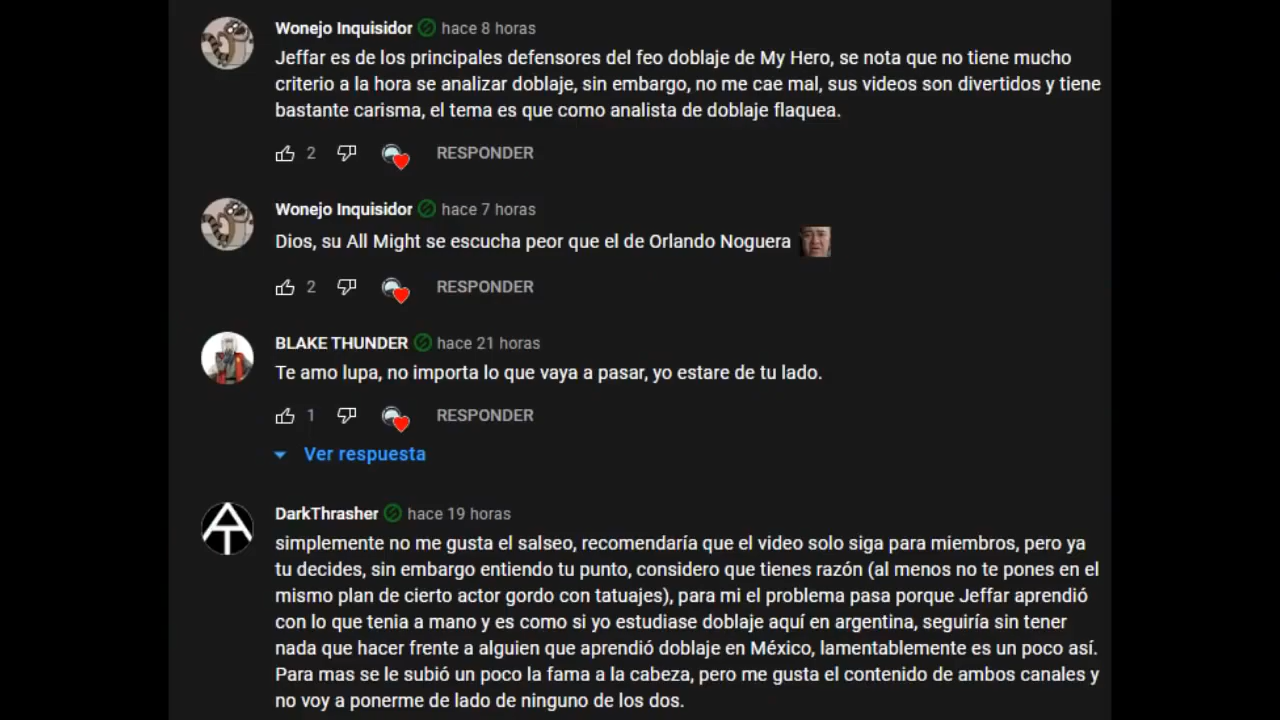 Wonejo Inquisidor hace 8 horas
Jeffar es de los principales defensores del feo doblaje de My Hero, se nota que no tiene mucho
criterio a la hora se analizar doblaje, sin embargo, no me cae mal, sus videos son divertidos y tiene
bastante carisma, el tema es que como analista de doblaje flaquea.
2 RESPONDER
Wonejo Inquisidor hace 7 horas
Dios, su All Might se escucha peor que el de Orlando Noguera
2 RESPONDER
BLAKE THUNDER hace 21 horas
Te amo lupa, no importa lo que vaya a pasar, yo estare de tu lado.
1 RESPONDER
Ver respuesta
DarkThrasher hace 19 horas
simplemente no me gusta el salseo, recomendaría que el video solo siga para miembros, pero ya
tu decides, sin embargo entiendo tu punto, considero que tienes razón (al menos no te pones en el
mismo plan de cierto actor gordo con tatuajes), para mi el problema pasa porque Jeffar aprendió
con lo que tenia a mano y es como si yo estudiase doblaje aquí en argentina, seguiría sin tener
nada que hacer frente a alguien que aprendió doblaje en México, lamentablemente es un poco así.
Para mas se le subió un poco la fama a la cabeza, pero me gusta el contenido de ambos canales y
no voy a ponerme de lado de ninguno de los dos.